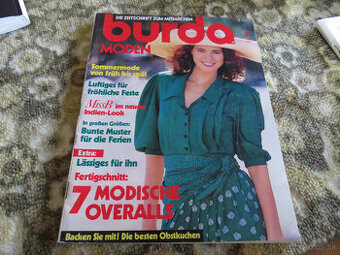 DIE ZEITSCHRIFT ZUM MITMACHEN
burda
MODEN
Sommermode
von früh bis spät
Luftiges für
fröhliche Feste
Miss B im neuen
Indien-Look
In großen Größen:
Bunte Muster
für die Ferien
Extra:
Lässiges für ihn
Fertigschnitt:
7 MODISCHE
OVERALLS
Backen Sie mit! Die besten Obstkuchen